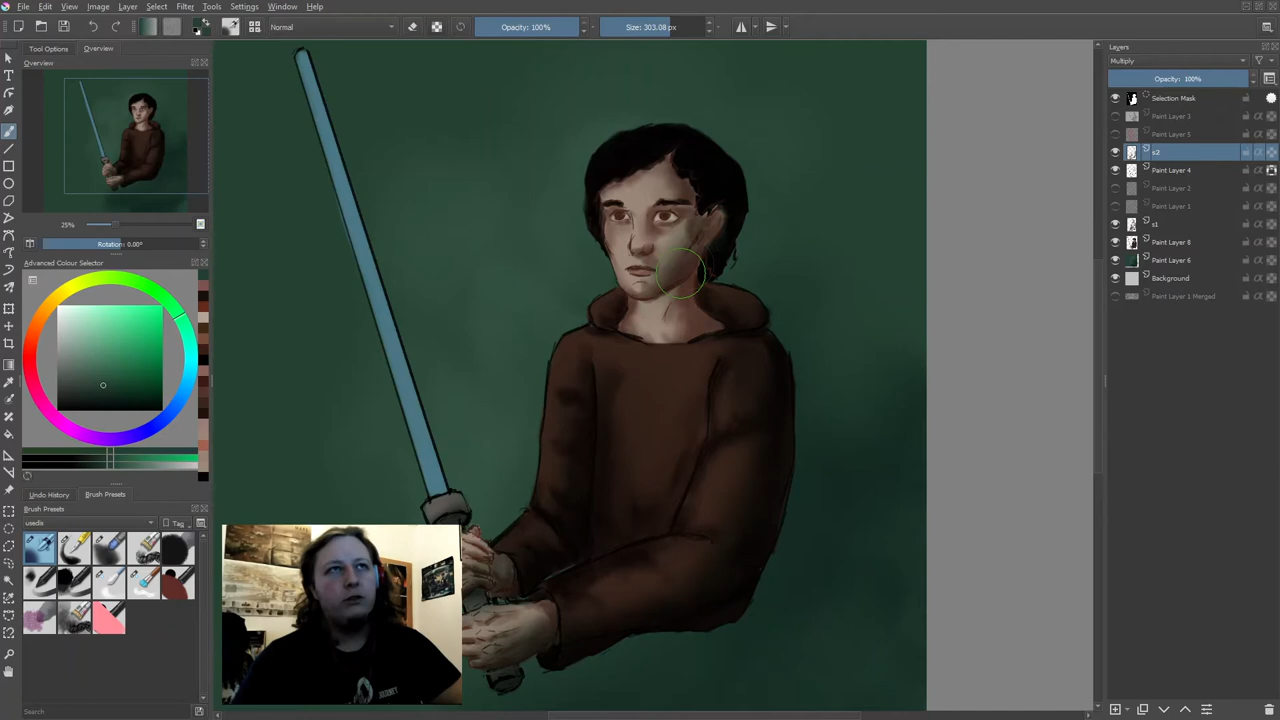 File Edit View Image Layer Select Filter Tools Settings Window Help
Normal Opacity: 100% Size: 303.08 px
Tool Options Overview
Overview
25%
Rotation: 0.00°
Advanced Colour Selector
Undo History Brush Presets
Brush Presets
usedis Tag
Search
JOURNEY
Layers
Multiply
Opacity: 100%
Selection Mask
Paint Layer 3
Paint Layer 5
s2
Paint Layer 4
Paint Layer 2
Paint Layer 1
s1
Paint Layer 8
Paint Layer 6
Background
Paint Layer 1 Merged